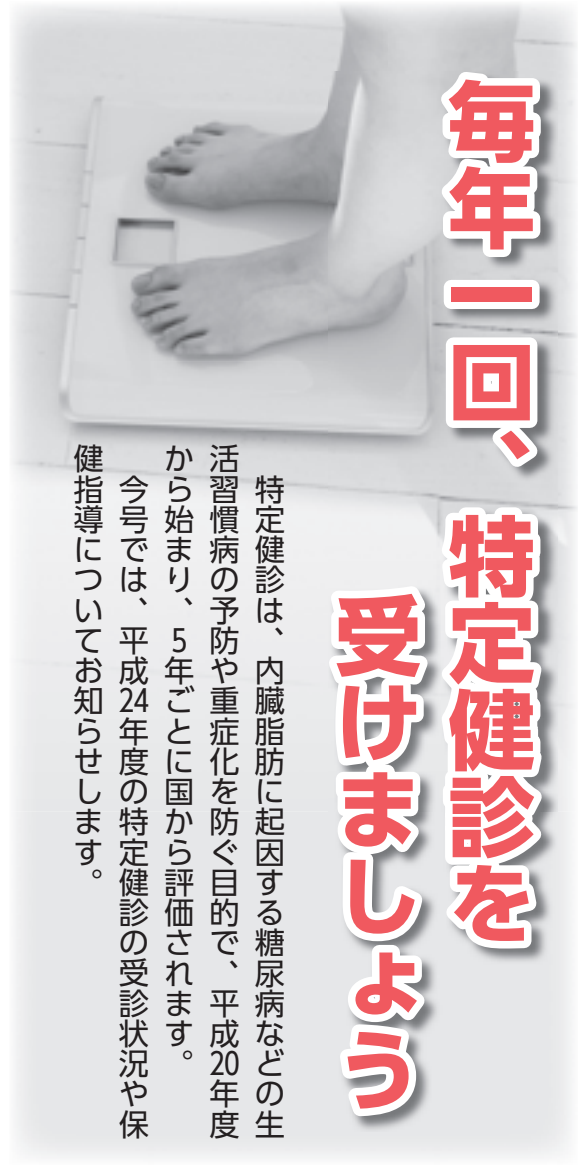 毎年一回、特定健診を
受けましょう
特定健診は、内臓脂肪に起因する糖尿病などの生
活習慣病の予防や重症化を防ぐ目的で、平成20年度
から始まり、5年ごとに国から評価されます。
今号では、平成24年度の特定健診の受診状況や保
健指導についてお知らせします。